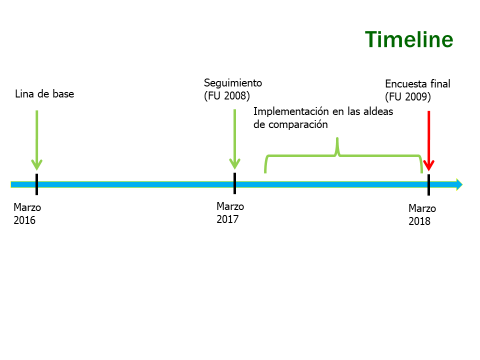 Timeline
Lina de base
Seguimiento
(FU 2008)
Encuesta final
(FU 2009)
Implementación en las aldeas
de comparación
Marzo
2016
Marzo
2017
Marzo
2018